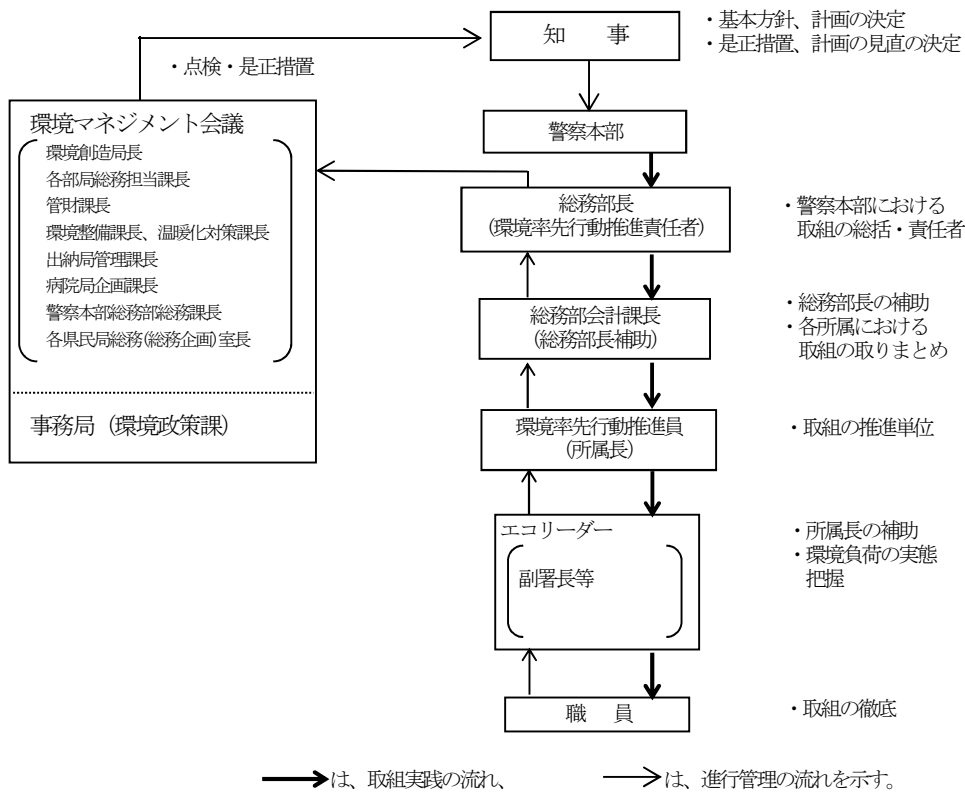 知　事
・基本方針、計画の決定
・是正措置、計画の見直の決定
・点検・是正措置
環境マネジメント会議
環境創造局長
各部局総務担当課長
管財課長
環境整備課長、温暖化対策課長
出納局管理課長
病院局企画課長
警察本部総務部総務課長
各県民局総務(総務企画)室長
事務局（環境政策課）
警察本部
総務部長
(環境率先行動推進責任者)
・警察本部における
取組の総括・責任者
総務部会計課長
(総務部長補助)
・総務部長の補助
・各所属における
取組の取りまとめ
環境率先行動推進員
(所属長)
・取組の推進単位
エコリーダー
副署長等
・所属長の補助
・環境負荷の実態
把握
職　員
・取組の徹底
は、取組実践の流れ、
は、進行管理の流れを示す。